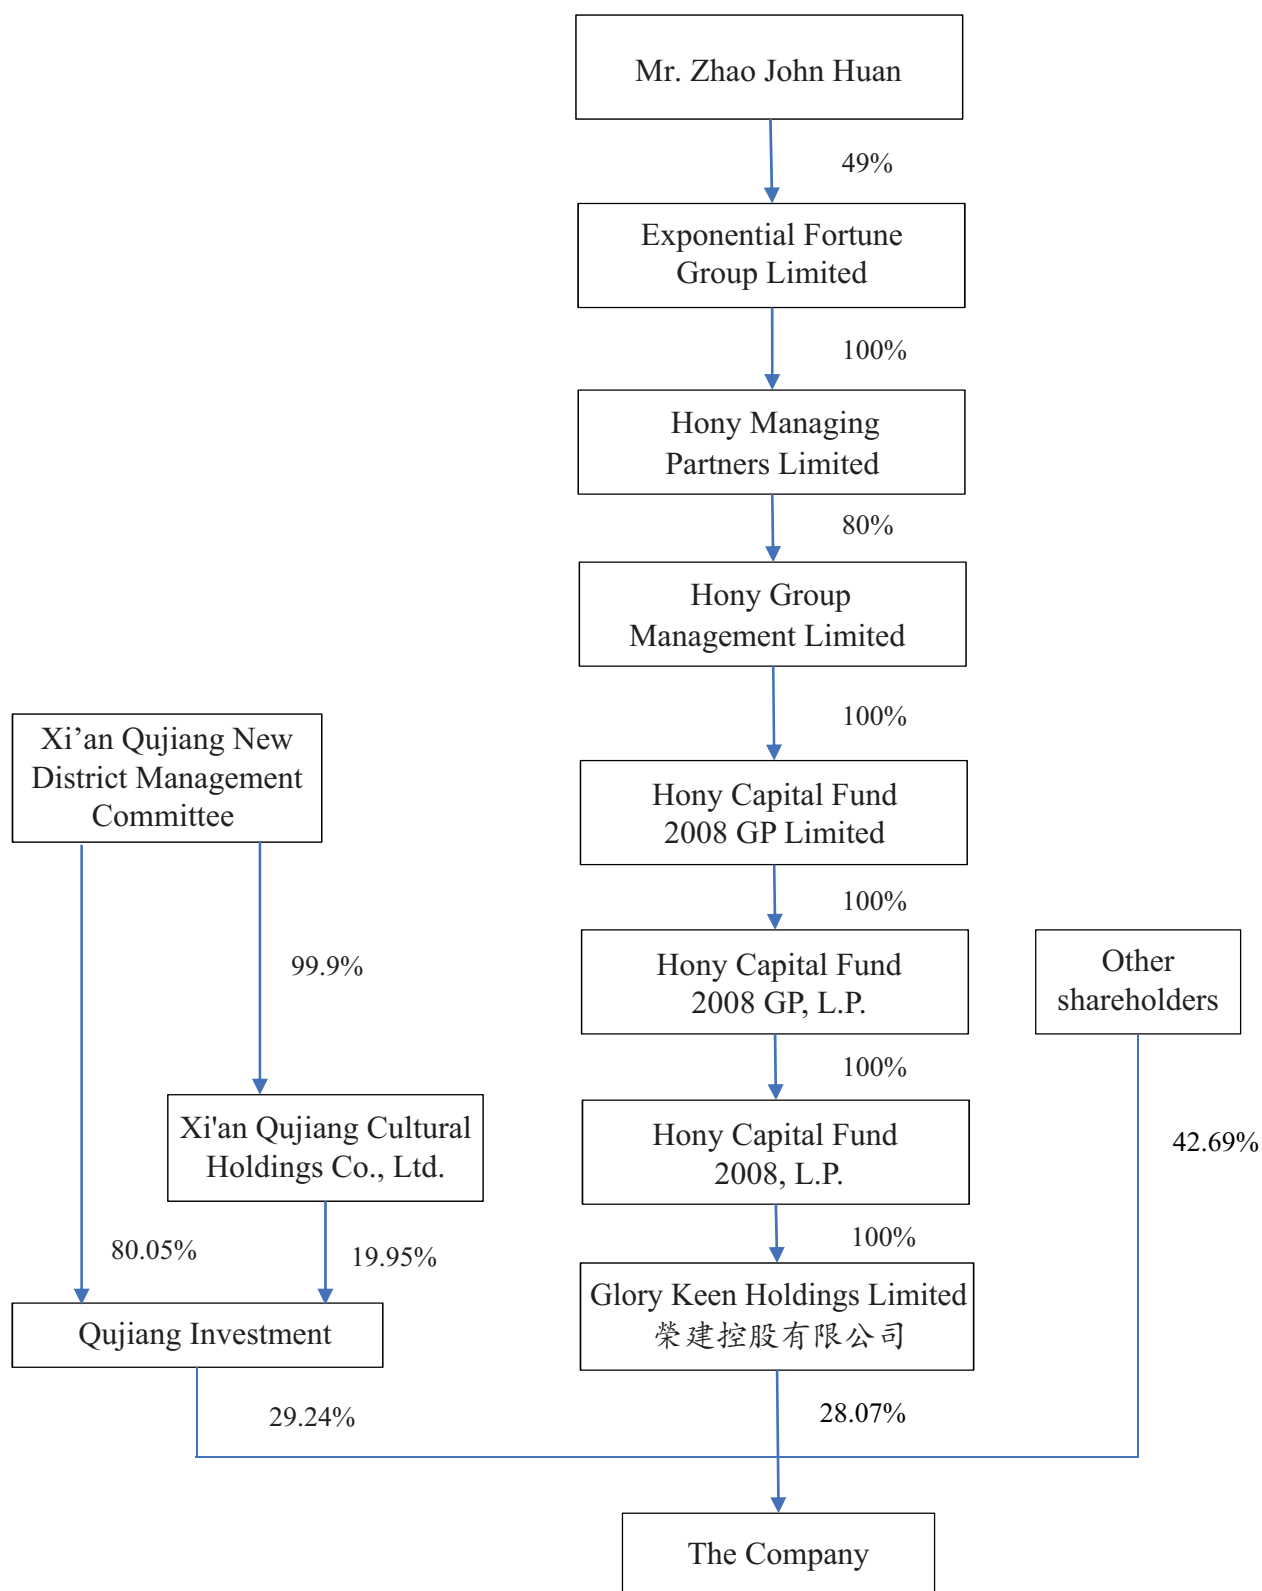 Mr. Zhao John Huan
49%
Exponential Fortune
Group Limited
100%
Hony Managing
Partners Limited
80%
Hony Group
Management Limited
100%
Xi’an Qujiang New
District Management
Committee
Hony Capital Fund
2008 GP Limited
100%
99.9%
Hony Capital Fund
2008 GP, L.P.
Other
shareholders
100%
Xi'an Qujiang Cultural
Holdings Co., Ltd.
Hony Capital Fund
2008, L.P.
42.69%
80.05%
19.95%
100%
Qujiang Investment
Glory Keen Holdings Limited
榮建控股有限公司
29.24%
28.07%
The Company